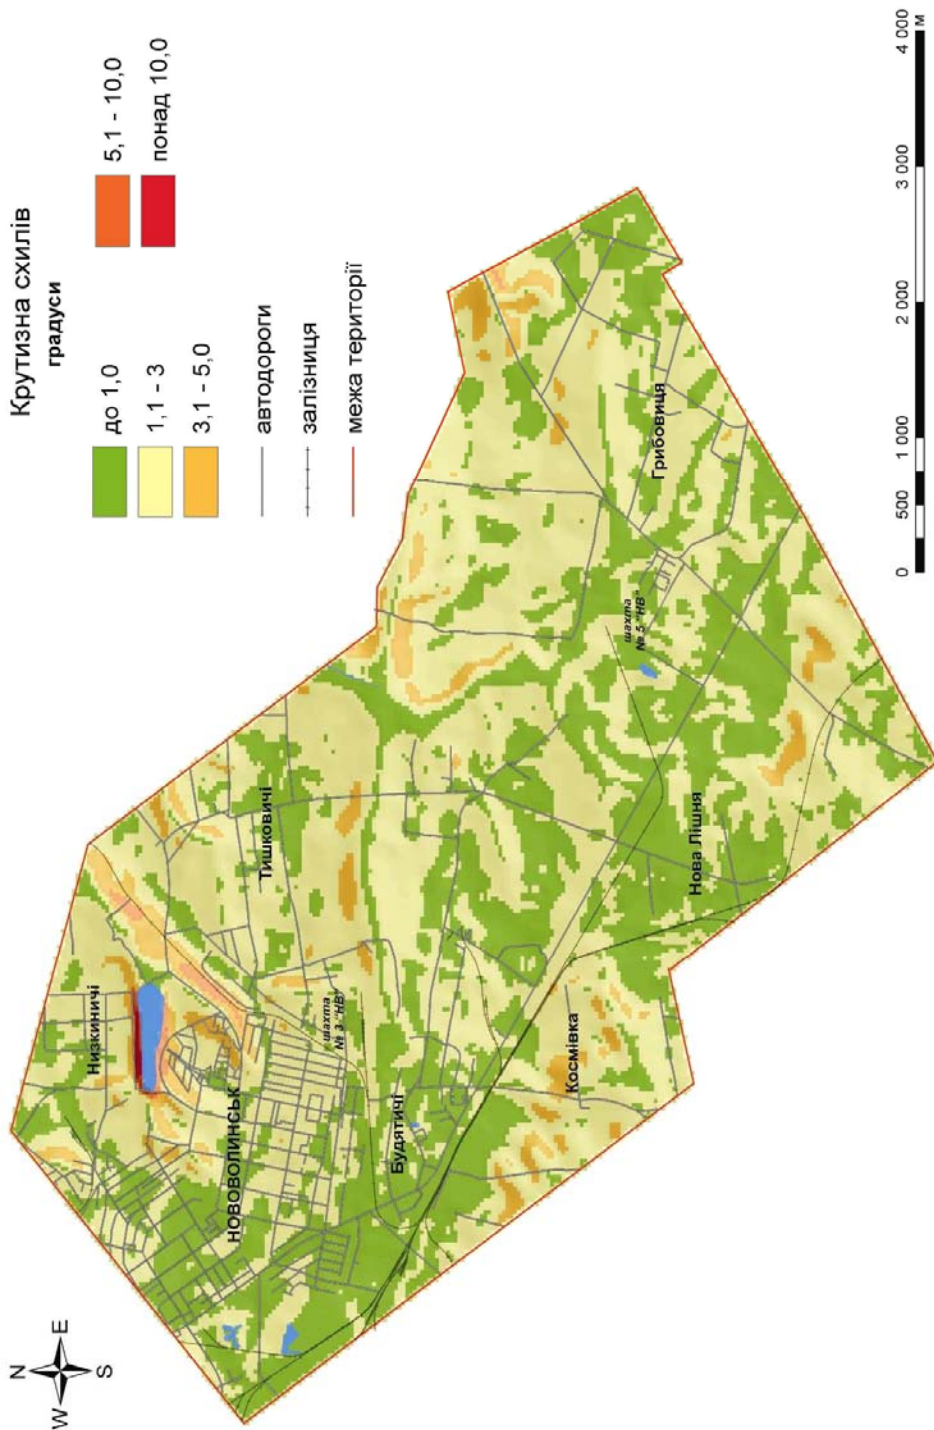 Крутизна схилів
градуси
до 1,0
1,1 - 3
3,1 - 5,0
5,1 - 10,0
понад 10,0
автодороги
залізниця
межа території
N
W
E
S
Низкиничі
НОВОВОЛИНСЬК
Тишковичі
шахта
№ 3 "НВ"
Будятичі
Космівка
Нова Лішня
шахта
№ 5 "НВ"
Грибовиця
0 500 1 000 2 000 3 000 4 000
м